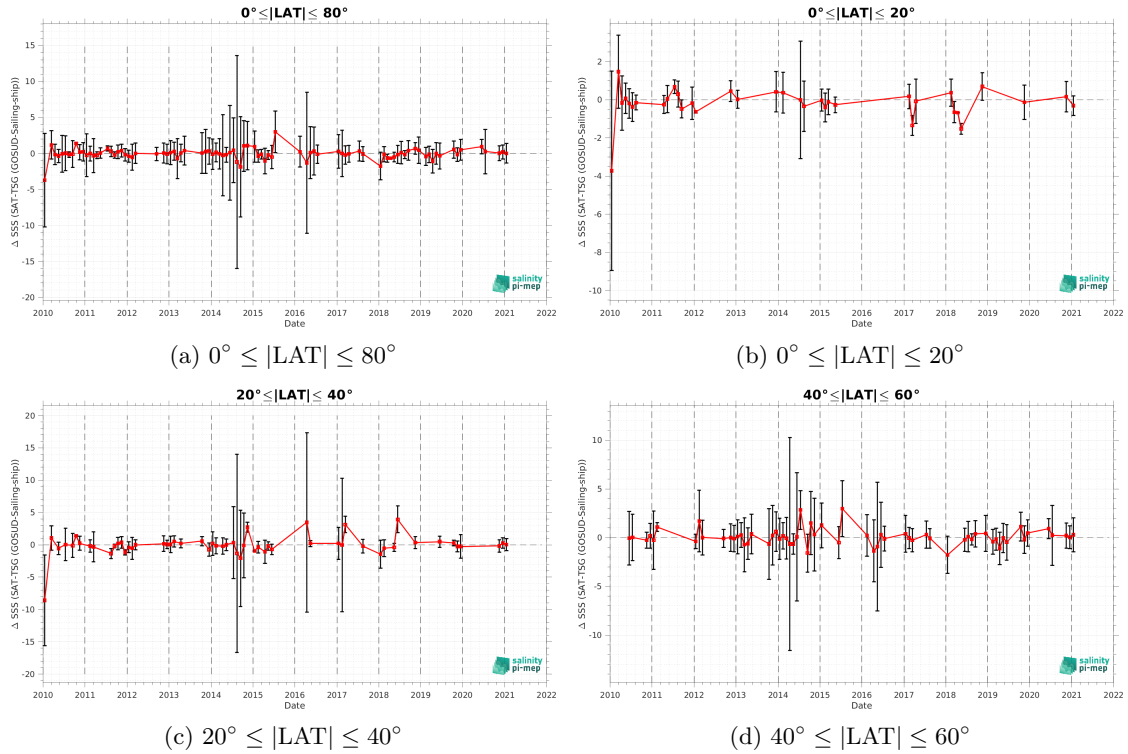 0°≤|LAT|≤ 80°
Δ SSS (SAT-TSG (GOSUD-Sailing-ship))
15
10
5
0
-5
-10
-15
-20
2010 2011 2012 2013 2014 2015 2016 2017 2018 2019 2020 2021 2022
Date
salinity
pi-mep
(a) 0° ≤ |LAT| ≤ 80°
0°≤|LAT|≤ 20°
Δ SSS (SAT-TSG (GOSUD-Sailing-ship))
2
0
-2
-4
-6
-8
-10
2010 2011 2012 2013 2014 2015 2016 2017 2018 2019 2020 2021 2022
Date
salinity
pi-mep
(b) 0° ≤ |LAT| ≤ 20°
20°≤|LAT|≤ 40°
Δ SSS (SAT-TSG (GOSUD-Sailing-ship))
20
15
10
5
0
-5
-10
-15
-20
2010 2011 2012 2013 2014 2015 2016 2017 2018 2019 2020 2021 2022
Date
salinity
pi-mep
(c) 20° ≤ |LAT| ≤ 40°
40°≤|LAT|≤ 60°
Δ SSS (SAT-TSG (GOSUD-Sailing-ship))
10
5
0
-5
-10
2010 2011 2012 2013 2014 2015 2016 2017 2018 2019 2020 2021 2022
Date
salinity
pi-mep
(d) 40° ≤ |LAT| ≤ 60°